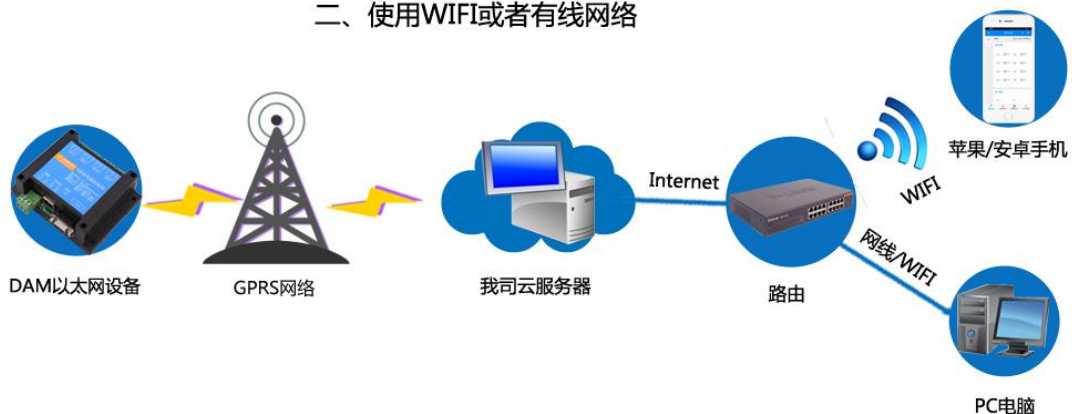 二、使用WIFI或者有线网络
苹果/安卓手机
Internet
WIFI
网线/WIFI
DAM以太网设备
GPRS网络
我司云服务器
路由
PC电脑